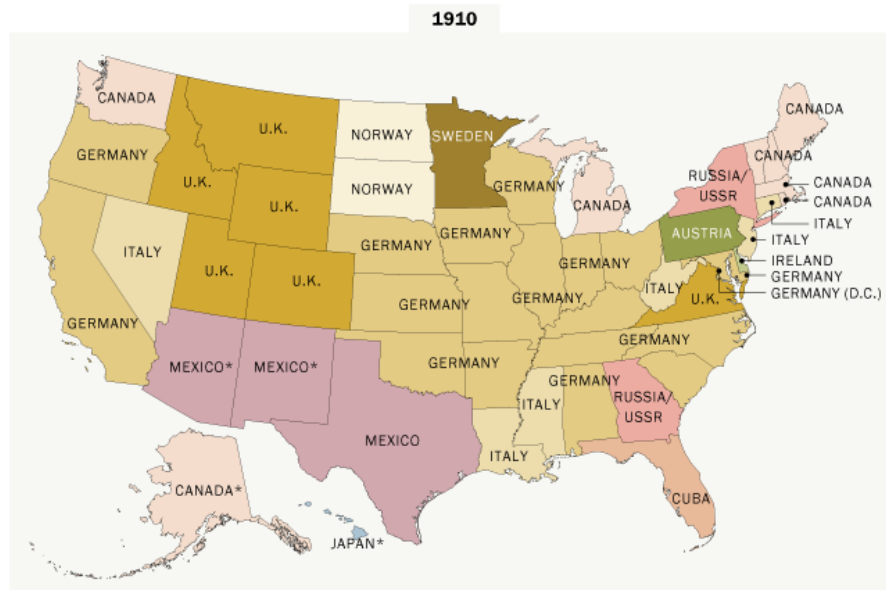 1910
CANADA
GERMANY
U.K.
U.K.
U.K.
U.K.
U.K.
ITALY
GERMANY
NORWAY
NORWAY
SWEDEN
GERMANY
GERMANY
GERMANY
GERMANY
GERMANY
GERMANY
GERMANY
CANADA
MEXICO*
MEXICO*
MEXICO
CANADA*
JAPAN*
ITALY
ITALY
GERMANY
GERMANY
RUSSIA/
USSR
CUBA
ITALY
U.K.
AUSTRIA
RUSSIA/
USSR
CANADA
CANADA
CANADA
CANADA
ITALY
ITALY
IRELAND
GERMANY
GERMANY (D.C.)